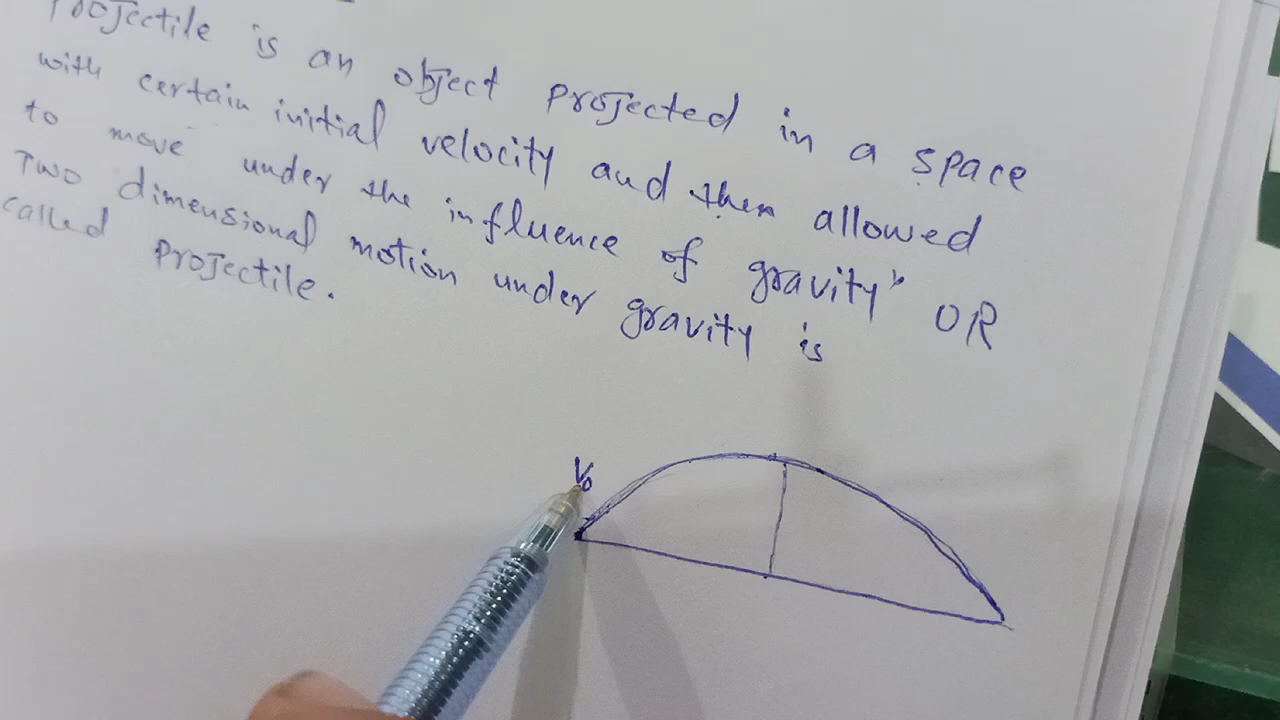 Projectile is an object projected in a space
with certain initial velocity and then allowed
to move under the influence of gravity" OR
Two dimensional motion under gravity is
called projectile.
V₀